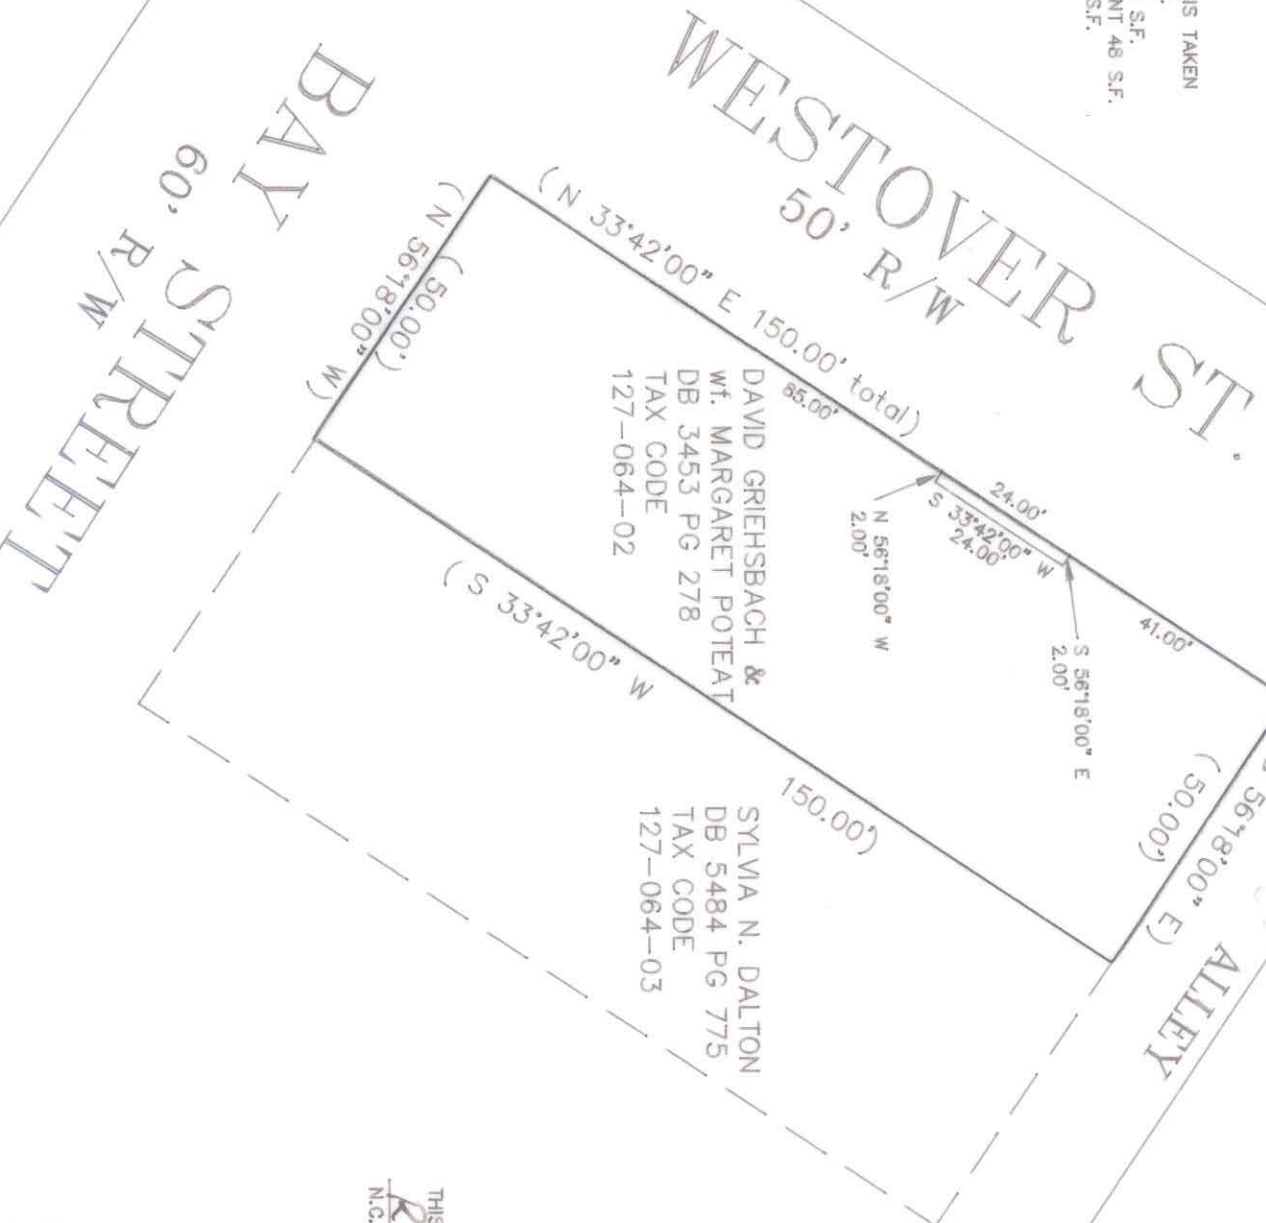 IS TAKEN
S.F.
NT 48 S.F.
S.F.
WESTOVER ST.
50' R/W
BAY STREET
60' R/W
( N 33°42'00" E 150.00' total)
85.00'
24.00'
41.00'
S 33°42'00" W
24.00'
N 56°18'00" W
2.00'
S 56°18'00" E
2.00'
( 50.00')
( N 56°18'00" W)
DAVID GRIEHSBACH &
wf. MARGARET POTEAT
DB 3453 PG 278
TAX CODE
127-064-02
( S 33°42'00" W 150.00')
( 50.00')
56°18'00" E)
ALLEY
SYLVIA N. DALTON
DB 5484 PG 775
TAX CODE
127-064-03
THIS
N.C.